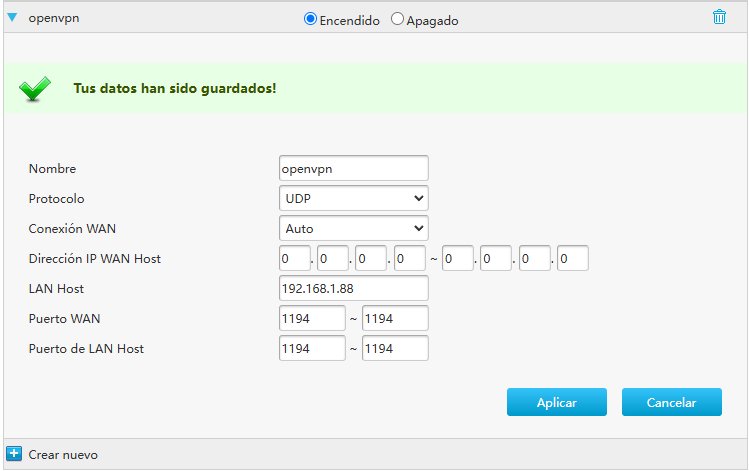 openvpn Encendido Apagado
Tus datos han sido guardados!
Nombre openvpn
Protocolo UDP
Conexión WAN Auto
Dirección IP WAN Host 0 . 0 . 0 . 0 ~ 0 . 0 . 0 . 0
LAN Host 192.168.1.88
Puerto WAN 1194 ~ 1194
Puerto de LAN Host 1194 ~ 1194
Aplicar Cancelar
Crear nuevo